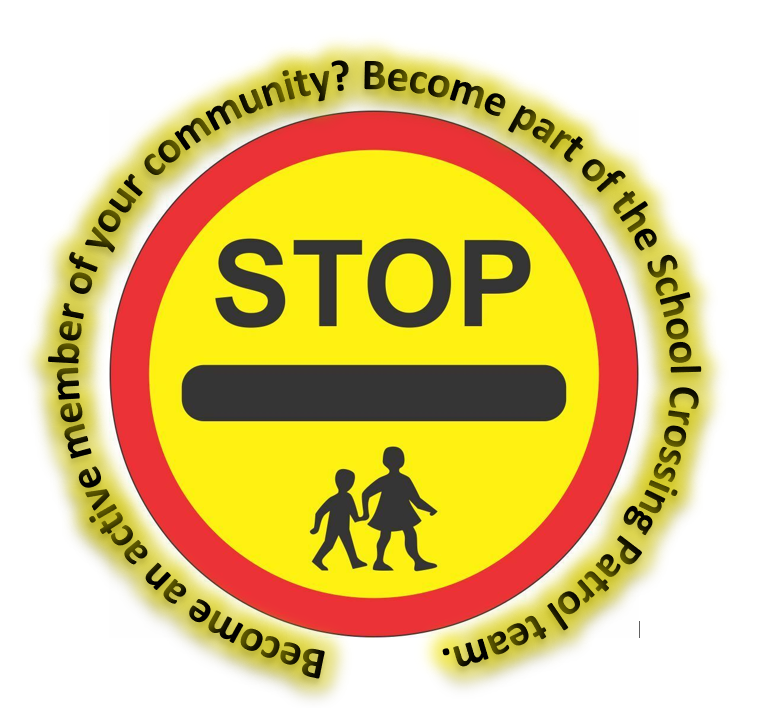 Become an active member of your community? Become part of the School Crossing Patrol team.
STOP